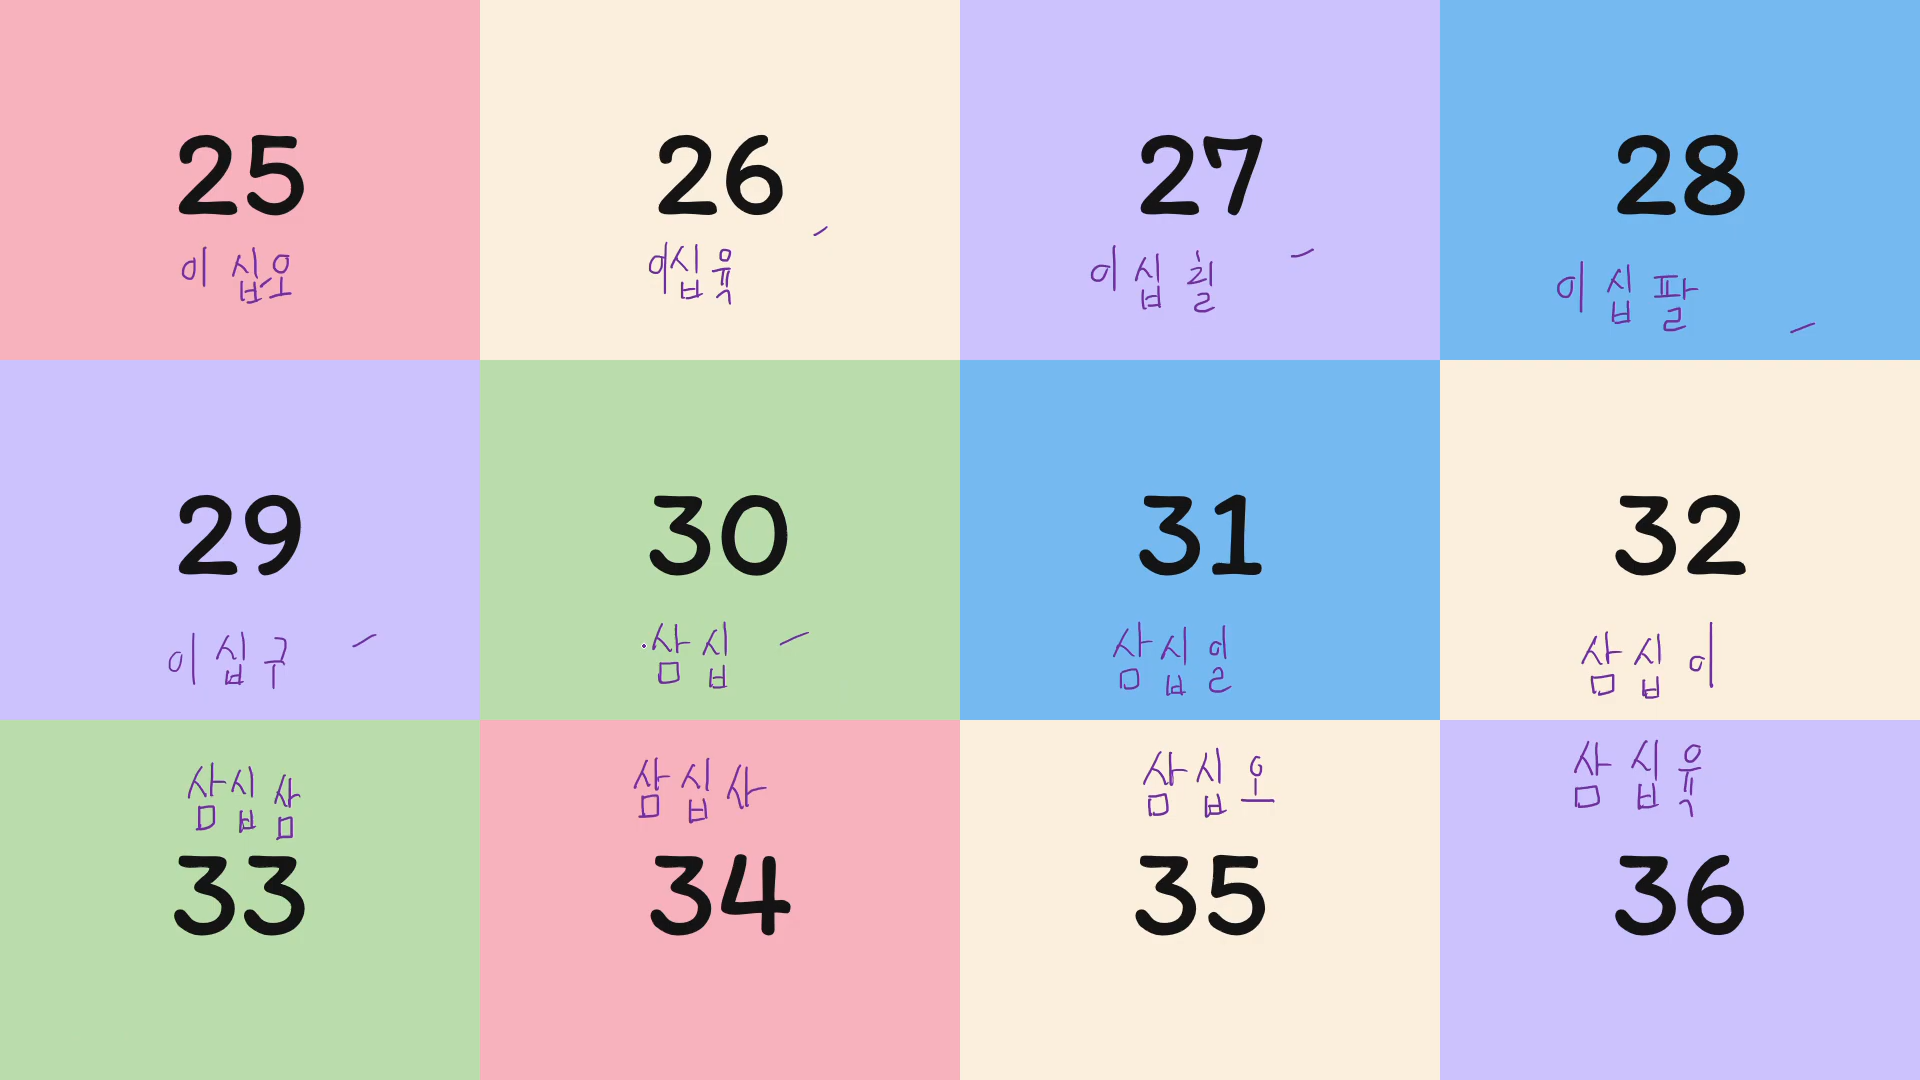 25 26 27 28
이 십오 이십육 이 십 칠 이 십 팔
29 30 31 32
이 십 구 삼 십 삼 십 일 삼 십 이
삼십삼 삼 십 사 삼 십 오 삼 십 육
33 34 35 36